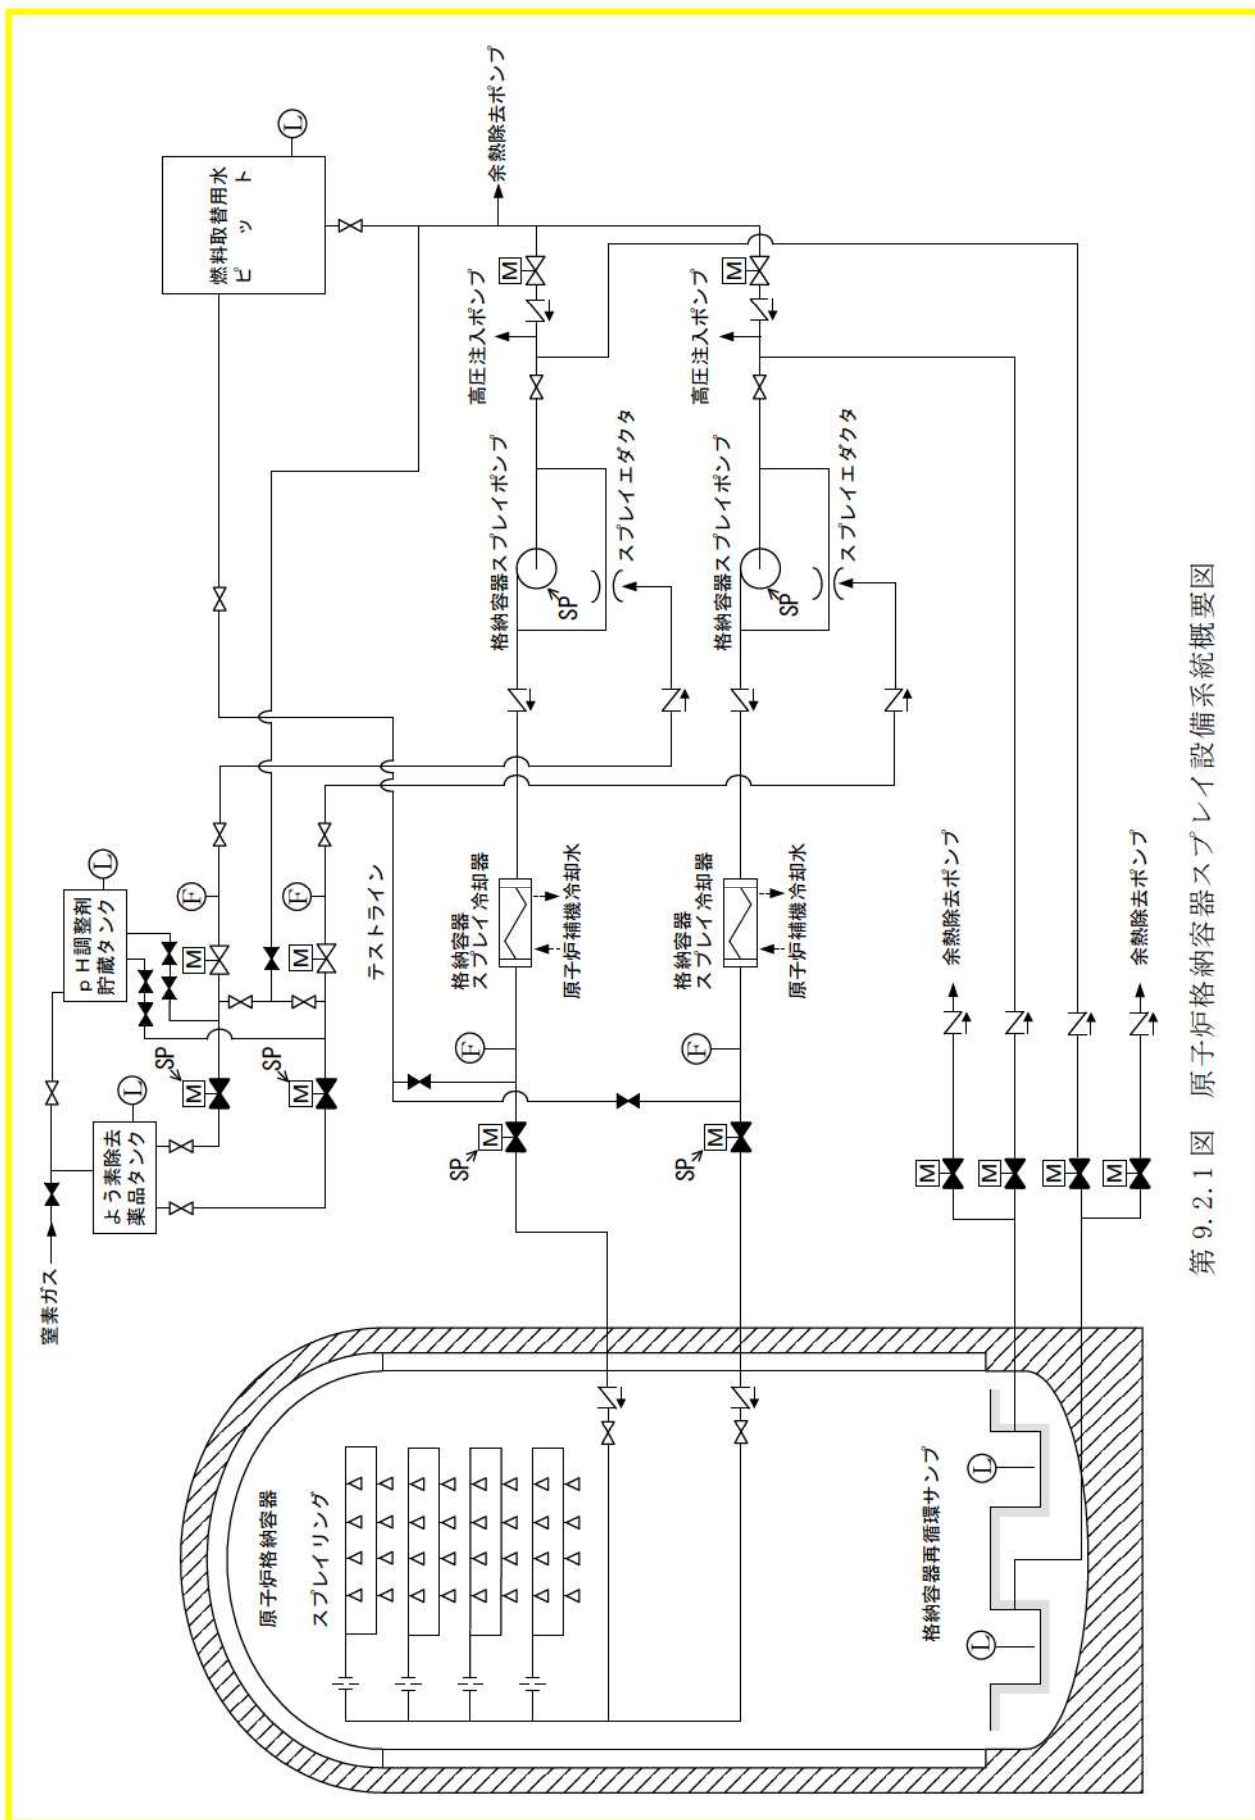 窒素ガス
よう素除去
薬品タンク
L
M
SP
M
SP
pH調整剤
貯蔵タンク
L
M
F
M
F
燃料取替用水
ピット
L
テストライン
余熱除去ポンプ
原子炉格納容器
スプレイリング
M
SP
F
格納容器
スプレイ冷却器
原子炉補機冷却水
格納容器スプレイポンプ
SP
スプレイエダクタ
高圧注入ポンプ
M
M
SP
F
格納容器
スプレイ冷却器
原子炉補機冷却水
格納容器スプレイポンプ
SP
スプレイエダクタ
高圧注入ポンプ
M
格納容器再循環サンプ
L
L
M
M
M
M
余熱除去ポンプ
余熱除去ポンプ
第 9.2.1 図 原子炉格納容器スプレイ設備系統概要図